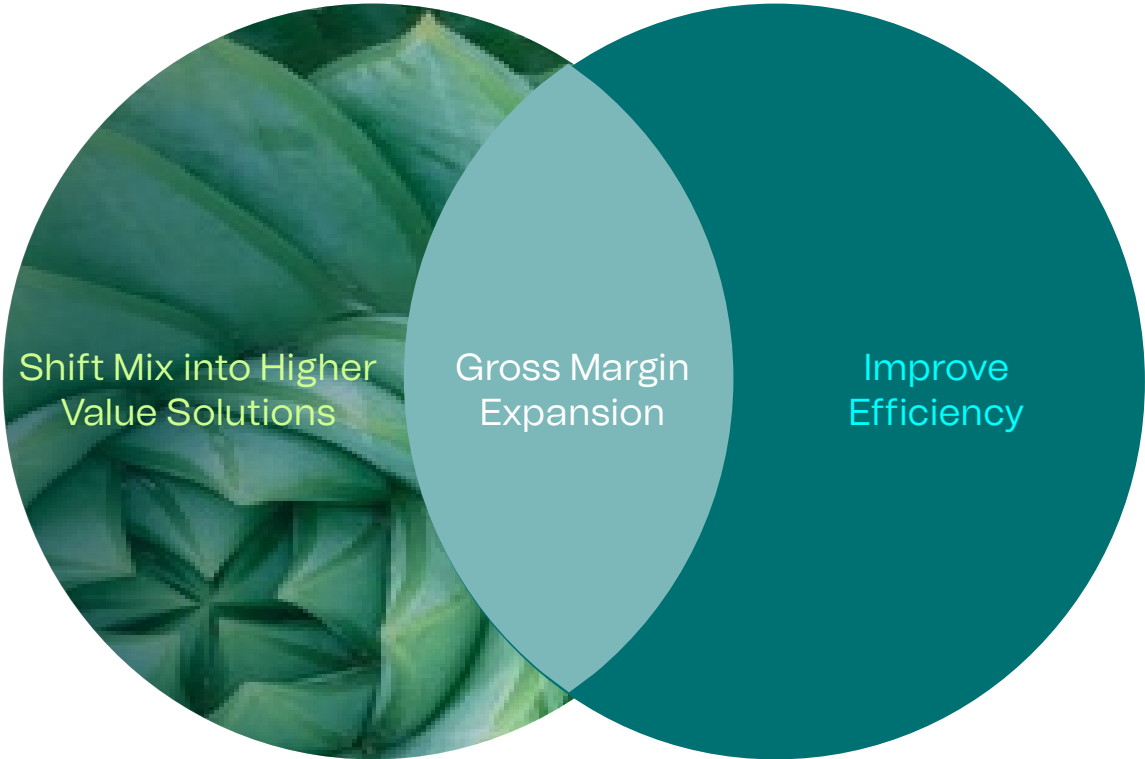 Shift Mix into Higher
Value Solutions
Gross Margin
Expansion
Improve
Efficiency